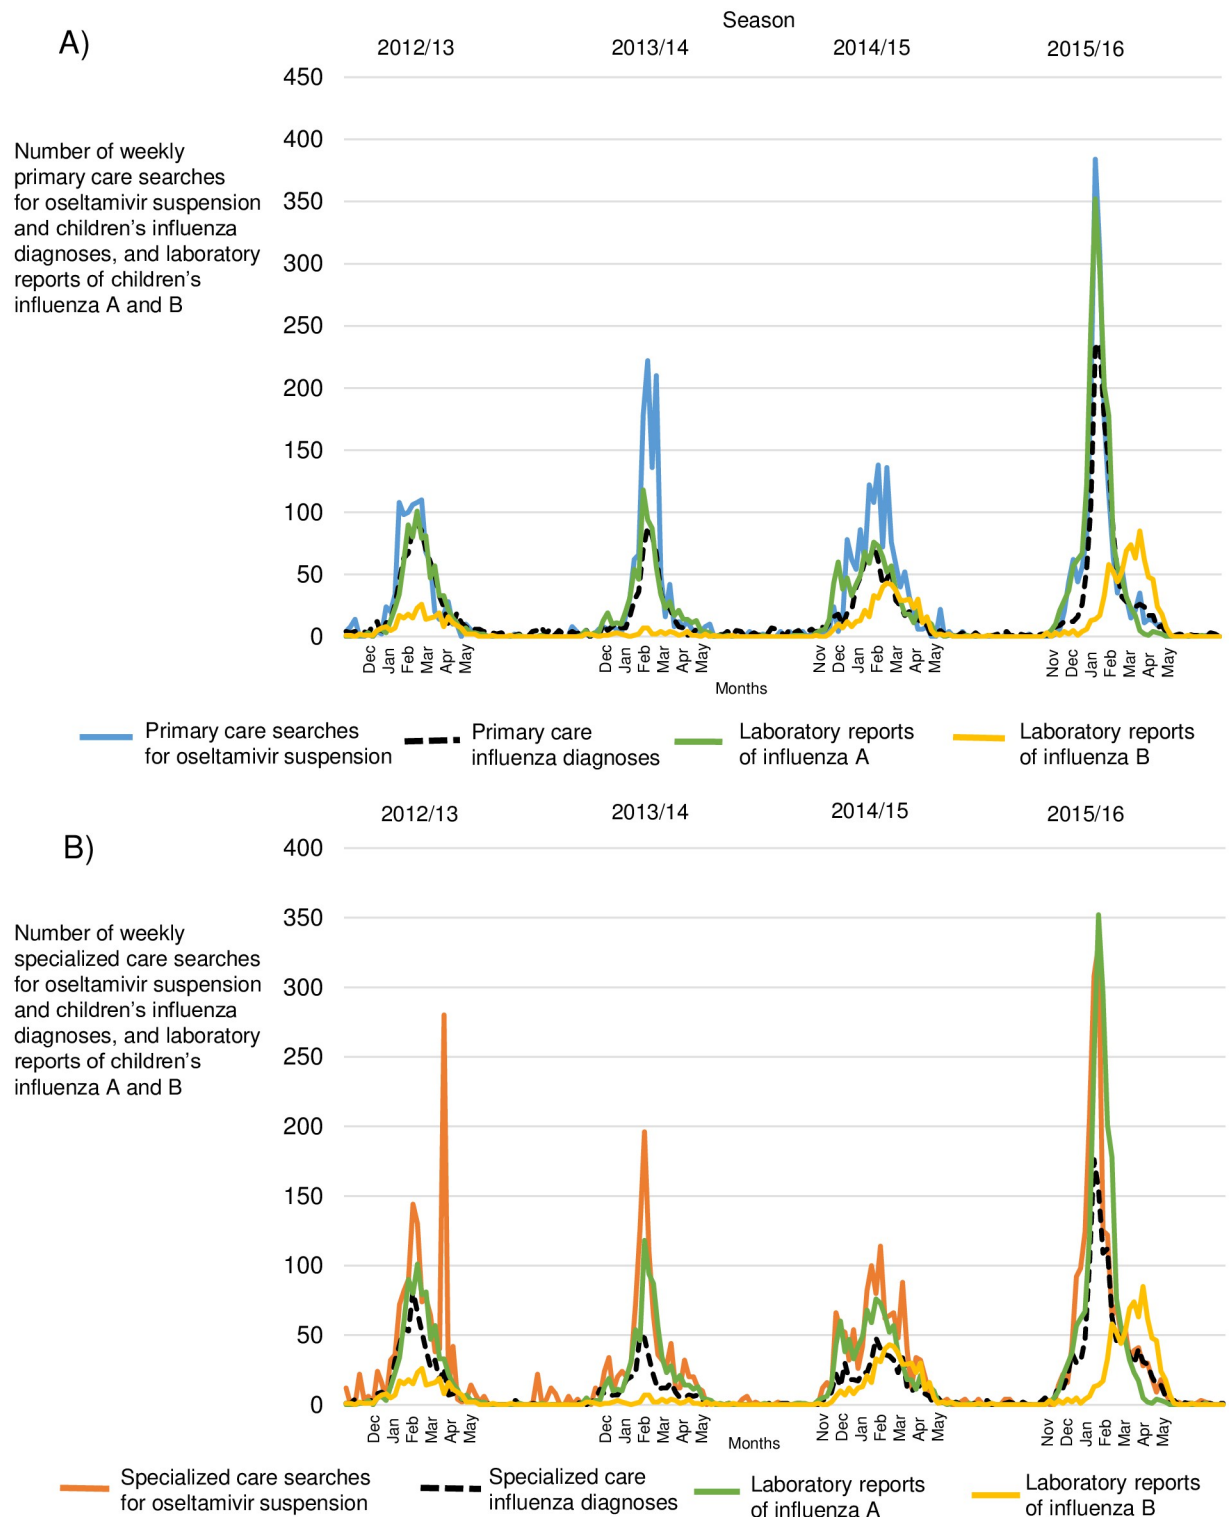 Season
A)
2012/13 2013/14 2014/15 2015/16
450
400
350
300
250
200
150
100
50
0
Number of weekly
primary care searches
for oseltamivir suspension
and children’s influenza
diagnoses, and laboratory
reports of children’s
influenza A and B
Dec Jan Feb Mar Apr May Dec Jan Feb Mar Apr May Nov Dec Jan Feb Mar Apr May Nov Dec Jan Feb Mar Apr May
Months
Primary care searches
for oseltamivir suspension
Primary care
influenza diagnoses
Laboratory reports
of influenza A
Laboratory reports
of influenza B
B)
2012/13 2013/14 2014/15 2015/16
400
350
300
250
200
150
100
50
0
Number of weekly
specialized care searches
for oseltamivir suspension
and children’s influenza
diagnoses, and laboratory
reports of children’s
influenza A and B
Dec Jan Feb Mar Apr May Dec Jan Feb Mar Apr May Nov Dec Jan Feb Mar Apr May Nov Dec Jan Feb Mar Apr May
Months
Specialized care searches
for oseltamivir suspension
Specialized care
influenza diagnoses
Laboratory reports
of influenza A
Laboratory reports
of influenza B